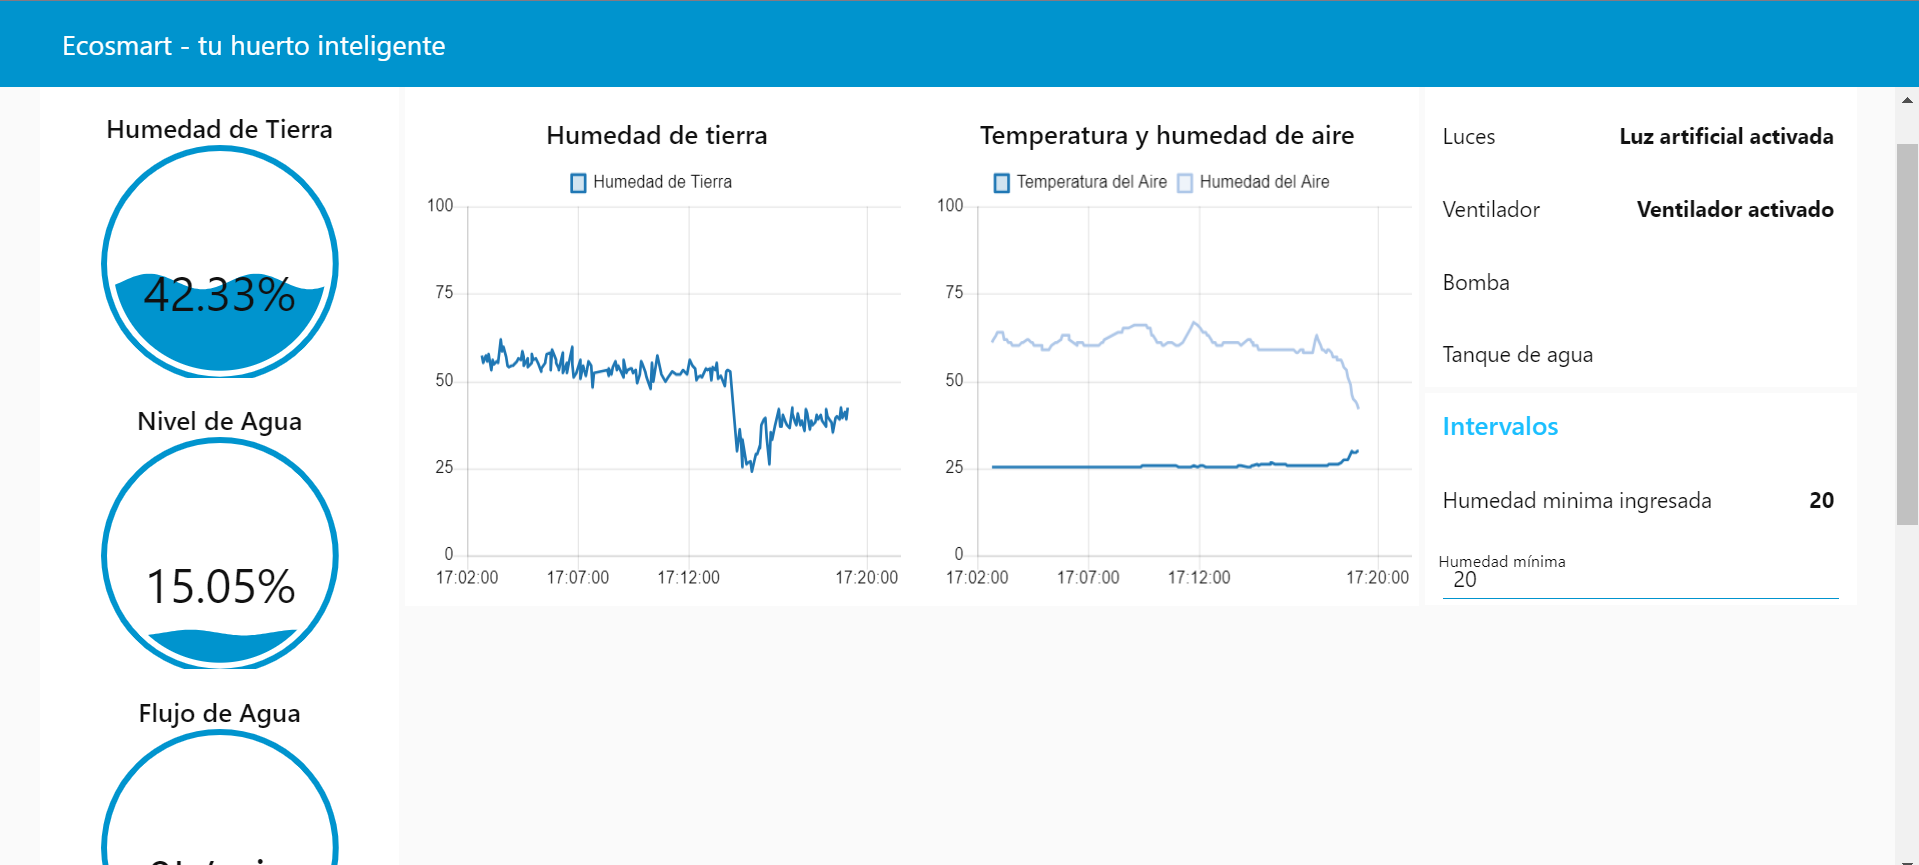 Ecosmart - tu huerto inteligente
Humedad de Tierra
42.33%
Nivel de Agua
15.05%
Flujo de Agua
Humedad de tierra
Humedad de Tierra
100
75
50
25
0
17:02:00 17:07:00 17:12:00 17:20:00
Temperatura y humedad de aire
Temperatura del Aire Humedad del Aire
100
75
50
25
0
17:02:00 17:07:00 17:12:00 17:20:00
Luces Luz artificial activada
Ventilador Ventilador activado
Bomba
Tanque de agua
Intervalos
Humedad minima ingresada 20
Humedad mínima
20